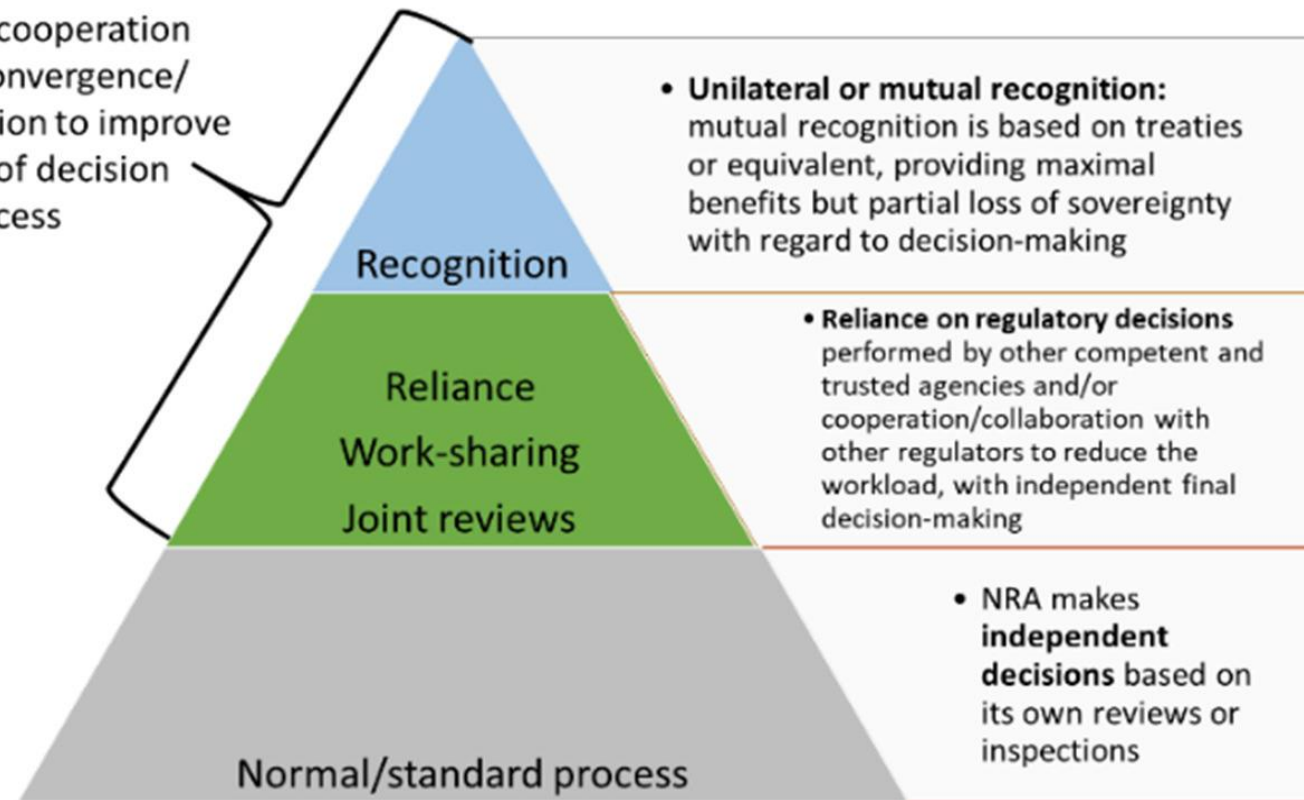 cooperation
onvergence/
ion to improve
of decision
cess
• Unilateral or mutual recognition:
mutual recognition is based on treaties
or equivalent, providing maximal
benefits but partial loss of sovereignty
with regard to decision-making
Recognition
• Reliance on regulatory decisions
performed by other competent and
trusted agencies and/or
cooperation/collaboration with
other regulators to reduce the
workload, with independent final
decision-making
Reliance
Work-sharing
Joint reviews
• NRA makes
independent
decisions based on
its own reviews or
inspections
Normal/standard process